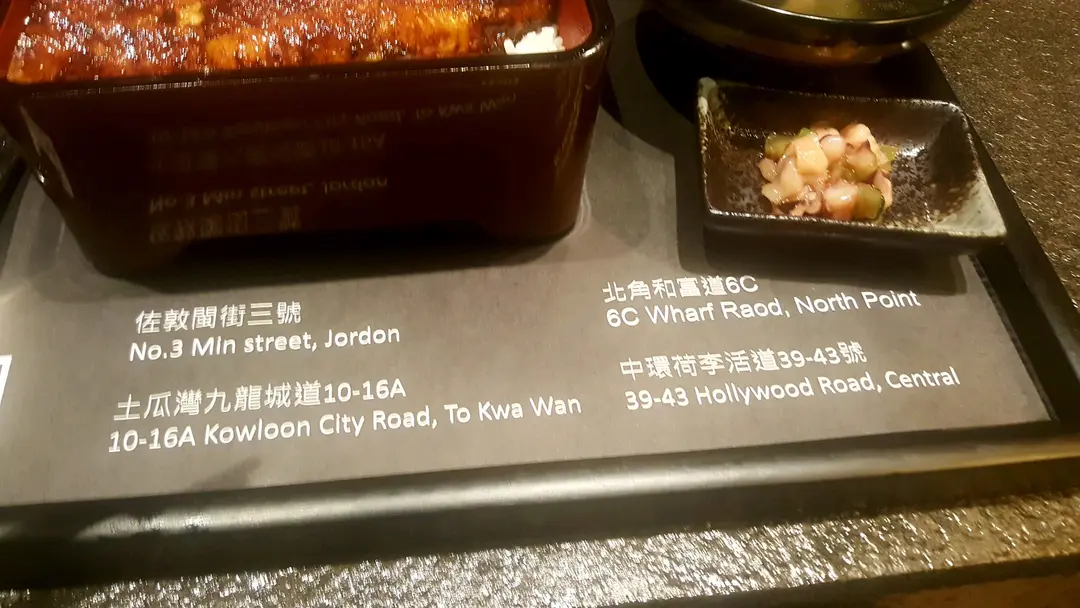 佐敦閩街三號
No.3 Min street, Jordon
土瓜灣九龍城道10-16A
10-16A Kowloon City Road, To Kwa Wan
北角和富道6C
6C Wharf Raod, North Point
中環荷李活道39-43號
39-43 Hollywood Road, Central